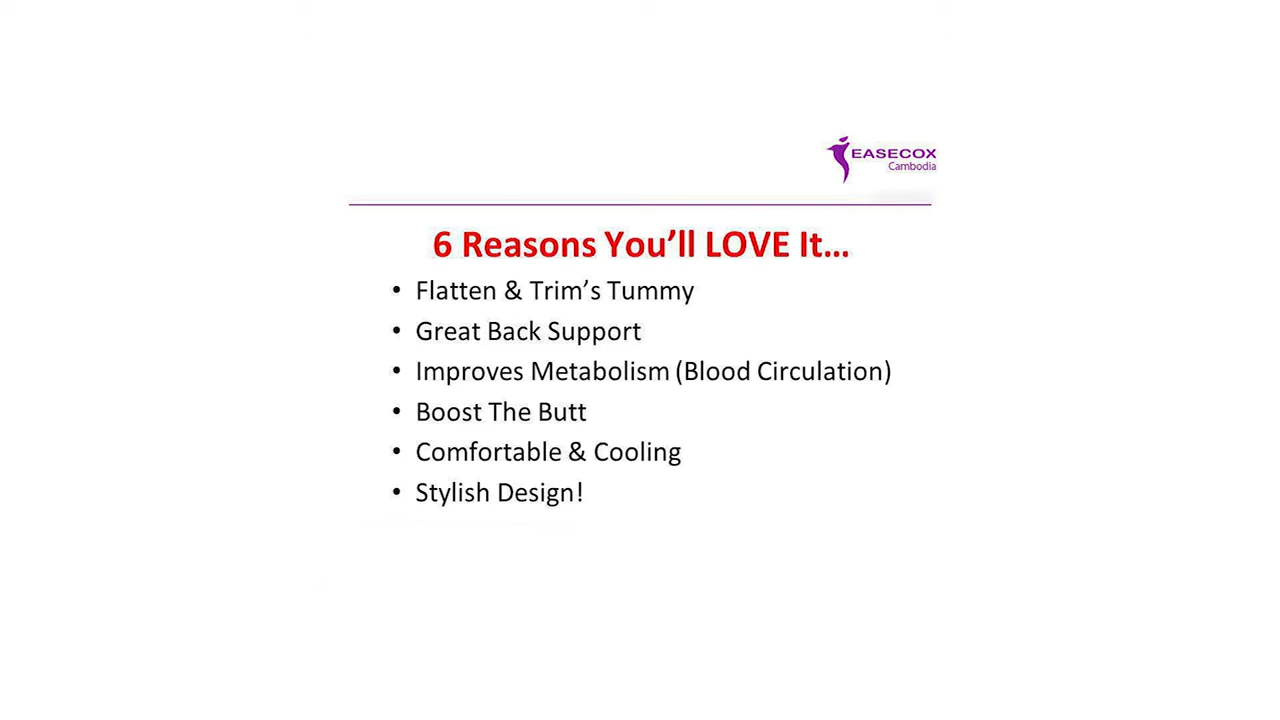 EASECOX
Cambodia
6 Reasons You’ll LOVE It...
• Flatten & Trim’s Tummy
• Great Back Support
• Improves Metabolism (Blood Circulation)
• Boost The Butt
• Comfortable & Cooling
• Stylish Design!